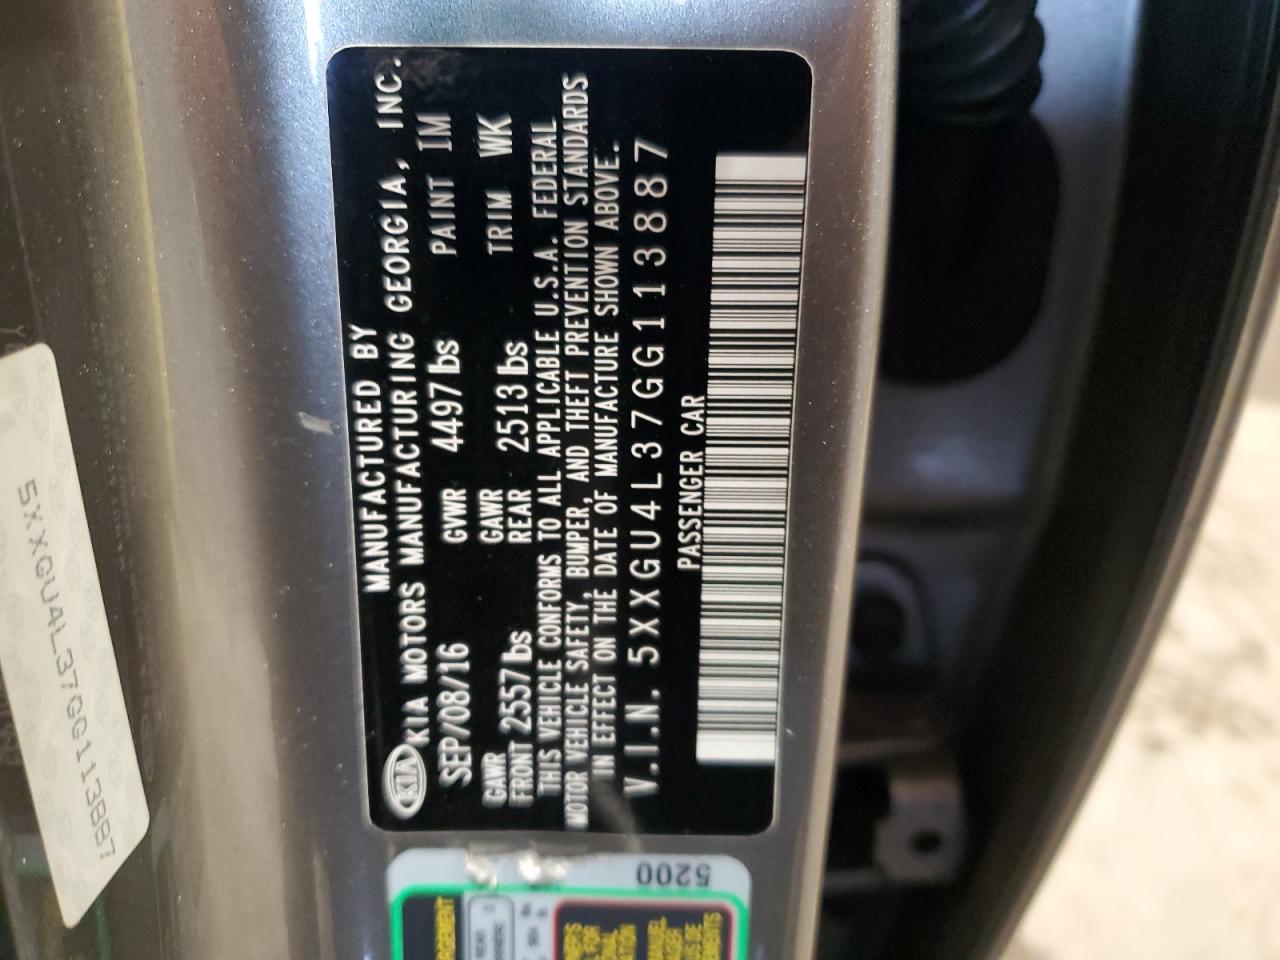 MANUFACTURED BY
KIA KIA MOTORS MANUFACTURING GEORGIA, INC.
SEP/08/16 GVWR 4497 lbs PAINT IM
GAWR FRONT 2557 lbs GAWR REAR 2513 lbs TRIM WK
THIS VEHICLE CONFORMS TO ALL APPLICABLE U.S.A. FEDERAL
MOTOR VEHICLE SAFETY, BUMPER, AND THEFT PREVENTION STANDARDS
IN EFFECT ON THE DATE OF MANUFACTURE SHOWN ABOVE.
V.I.N. 5XXGU4L37GG113887
PASSENGER CAR
5XXGU4L37GG113887
5200